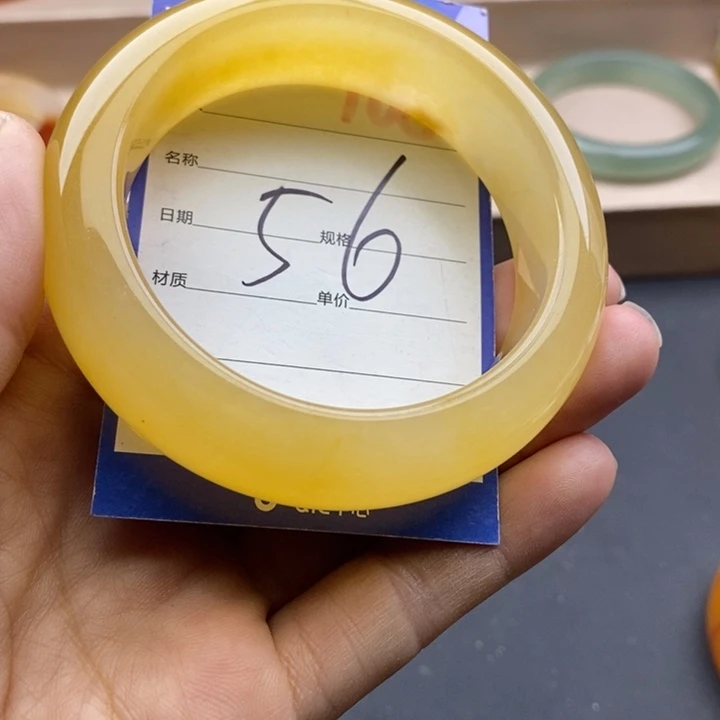 名称
56
日期 规格
材质 单价